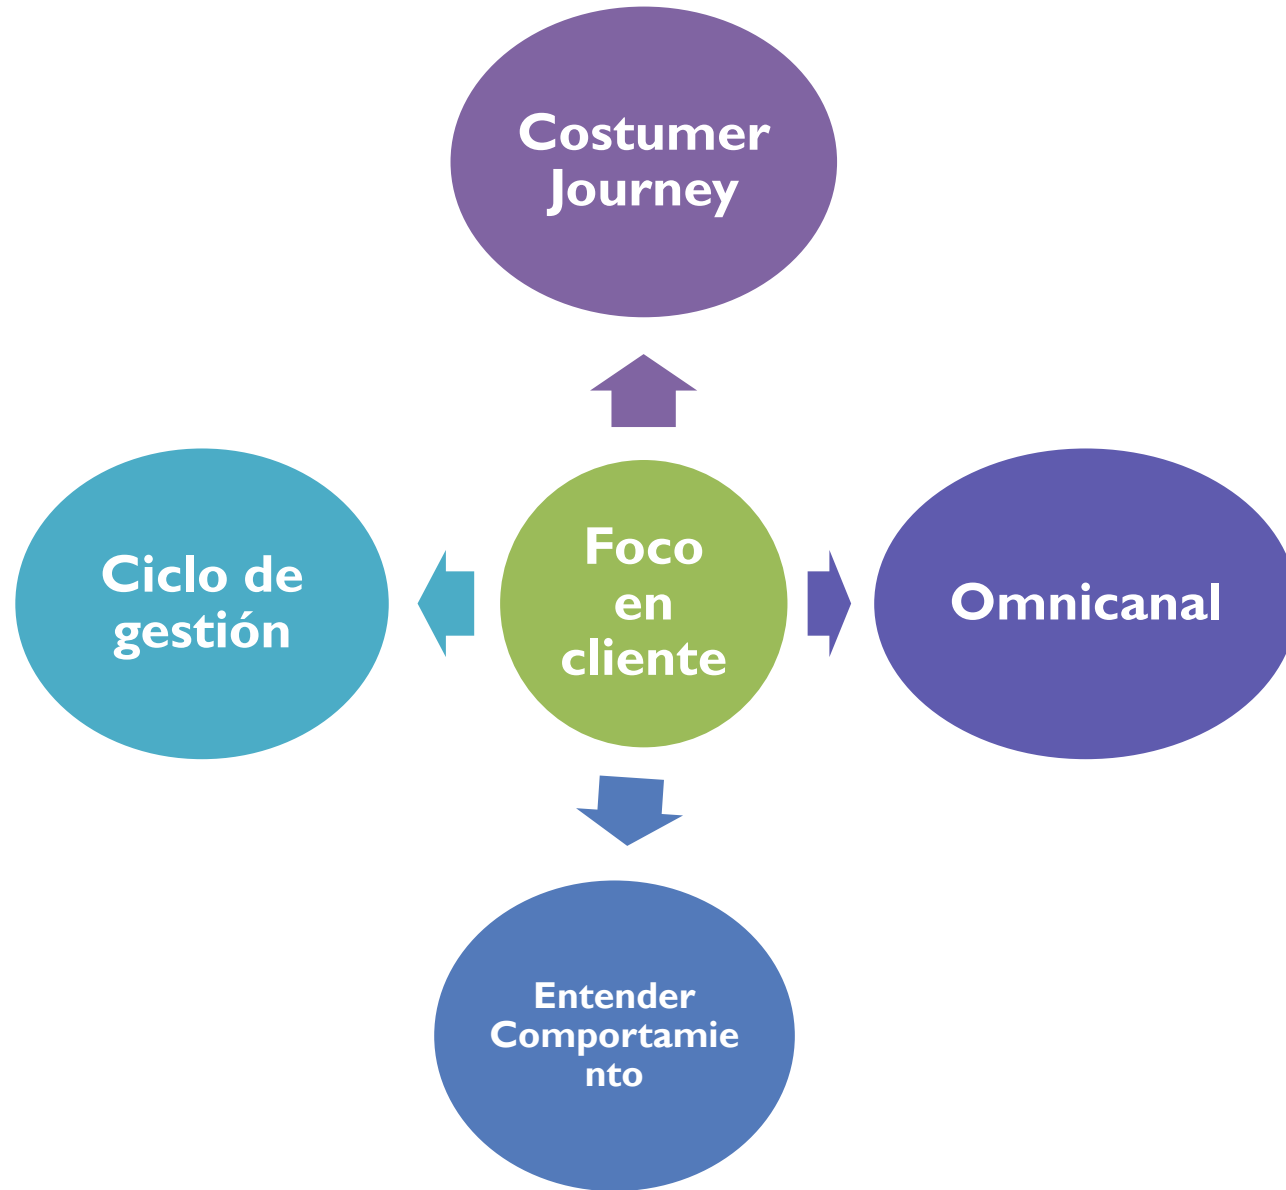 Costumer
Journey
Ciclo de
gestión
Foco
en
cliente
Omnicanal
Entender
Comportamie
nto